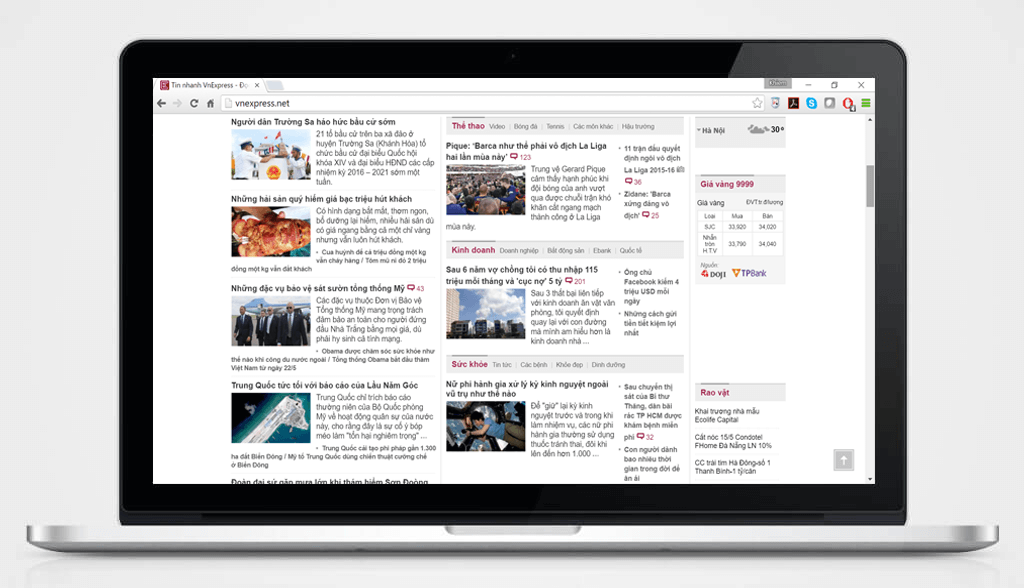 Tin nhanh VnExpress - Đọ
vnexpress.net
Người dân Trường Sa háo hức bầu cử sớm
21 tổ bầu cử trên ba xã đảo ở
huyện Trường Sa (Khánh Hòa) tổ
chức bầu cử đại biểu Quốc hội
khóa XIV và đại biểu HĐND các cấp
nhiệm kỳ 2016 – 2021 sớm một
tuần.
Những hải sản quý hiếm giá bạc triệu hút khách
Có hình dạng bắt mắt, thơm ngon,
bổ dưỡng lại hiếm, nhiều hải sản dù
có giá ngang bằng cả một chỉ vàng
nhưng vẫn luôn hút khách.
• Cua huỳnh đế cả triệu đồng một kg
vẫn cháy hàng / Tôm mũ ni đỏ 2 triệu
đồng một kg vẫn đắt khách
Những đặc vụ bảo vệ sát sườn tổng thống Mỹ 43
Các đặc vụ thuộc Đơn vị Bảo vệ
Tổng thống Mỹ mang trọng trách
đảm bảo an toàn cho người đứng
đầu Nhà Trắng bằng mọi giá, dù
phải hy sinh cả tính mạng.
• Obama được chăm sóc sức khỏe như
thế nào khi công du nước ngoài / Tổng thống Obama bắt đầu thăm
Việt Nam từ ngày 22/5
Trung Quốc tức tối với báo cáo của Lầu Năm Góc
Trung Quốc chỉ trích báo cáo
thường niên của Bộ Quốc phòng
Mỹ về hoạt động quân sự của nước
này, cho rằng đây là sự cố ý bóp
méo làm "tổn hại nghiêm trọng" ...
• Trung Quốc cải tạo phi pháp gần 1.300
ha đất Biển Đông / Mỹ tố Trung Quốc dùng chiến thuật cưỡng chế
ở Biển Đông
Đoàn đại sứ gặp mưa lớn khi thám hiểm Sơn Đoòng
Thể thao Video | Bóng đá | Tennis | Các môn khác | Hậu trường
Pique: 'Barca như thể phải vô địch La Liga
hai lần mùa này' 123
Trung vệ Gerard Pique
cảm thấy hạnh phúc khi
đội bóng của anh vượt
qua được chuỗi trận khó
khăn cất ngang mạch
thành công ở La Liga
mùa này.
• 11 trận đấu quyết
định ngôi vô địch
La Liga 2015-16
36
• Zidane: 'Barca
xứng đáng vô
địch' 25
Kinh doanh Doanh nghiệp | Bất động sản | Ebank | Quốc tế
Sau 6 năm vợ chồng tôi có thu nhập 115
triệu mỗi tháng và 'cục nợ' 5 tỷ 201
Sau 3 thất bại liên tiếp
với kinh doanh ăn vặt văn
phòng, tôi quyết định
quay lại với con đường
mà mình am hiểu hơn là
kinh doanh nhà ...
• Ông chủ
Facebook kiếm 4
triệu USD mỗi
ngày
• Những cách gửi
tiền tiết kiệm lợi
nhất
Sức khỏe Tin tức | Các bệnh | Khỏe đẹp | Dinh dưỡng
Nữ phi hành gia xử lý kỳ kinh nguyệt ngoài
vũ trụ như thế nào
Để "giữ" lại kỳ kinh
nguyệt trước và trong khi
làm nhiệm vụ, các nữ phi
hành gia thường sử dụng
thuốc tránh thai, đôi khi
lên đến hơn 1.000 ...
• Sau chuyến thị
sát của Bí thư
Thăng, dân bãi
rác TP HCM được
khám bệnh miễn
phí 32
• Con người dành
bao nhiêu thời
gian trong đời để
ân ái
Hà Nội 30°
Giá vàng 9999
Giá vàng ĐVT:tr.đ/lượng
Loại Mua Bán
SJC 33,920 34,020
Nhẫn
tròn
H.TV 33,790 34,040
Nguồn:
DOJI TPBank
Rao vặt
Khai trương nhà mẫu
Ecolife Capital
Cất nóc 15/5 Condotel
FHome Đà Nẵng LN 10%
CC trái tim Hà Đông-số 1
Thanh Bình-1 tỷ/căn